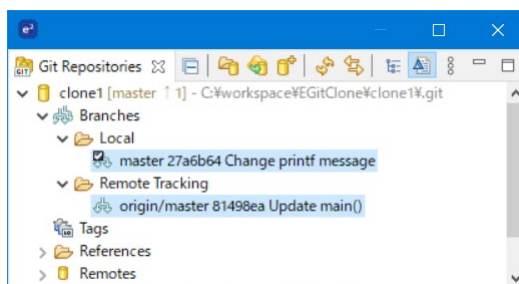 e²
Git Repositories
clone1 [master ↑ 1] - C:¥workspace¥EGitClone¥clone1¥.git
Branches
Local
master 27a6b64 Change printf message
Remote Tracking
origin/master 81498ea Update main()
Tags
References
Remotes